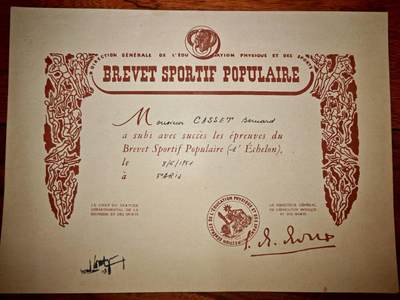 DIRECTION GÉNÉRALE DE L'ÉDUCATION PHYSIQUE ET DES SPORTS
BREVET SPORTIF POPULAIRE
Monsieur CASSET Bernard
a subi avec succès les épreuves du
Brevet Sportif Populaire ( Échelon),
le
à PARIS
LE CHEF DU SERVICE
DÉPARTEMENTAL DE LA
JEUNESSE ET DES SPORTS
LE DIRECTEUR GÉNÉRAL
DE L'ÉDUCATION PHYSIQUE
ET DES SPORTS